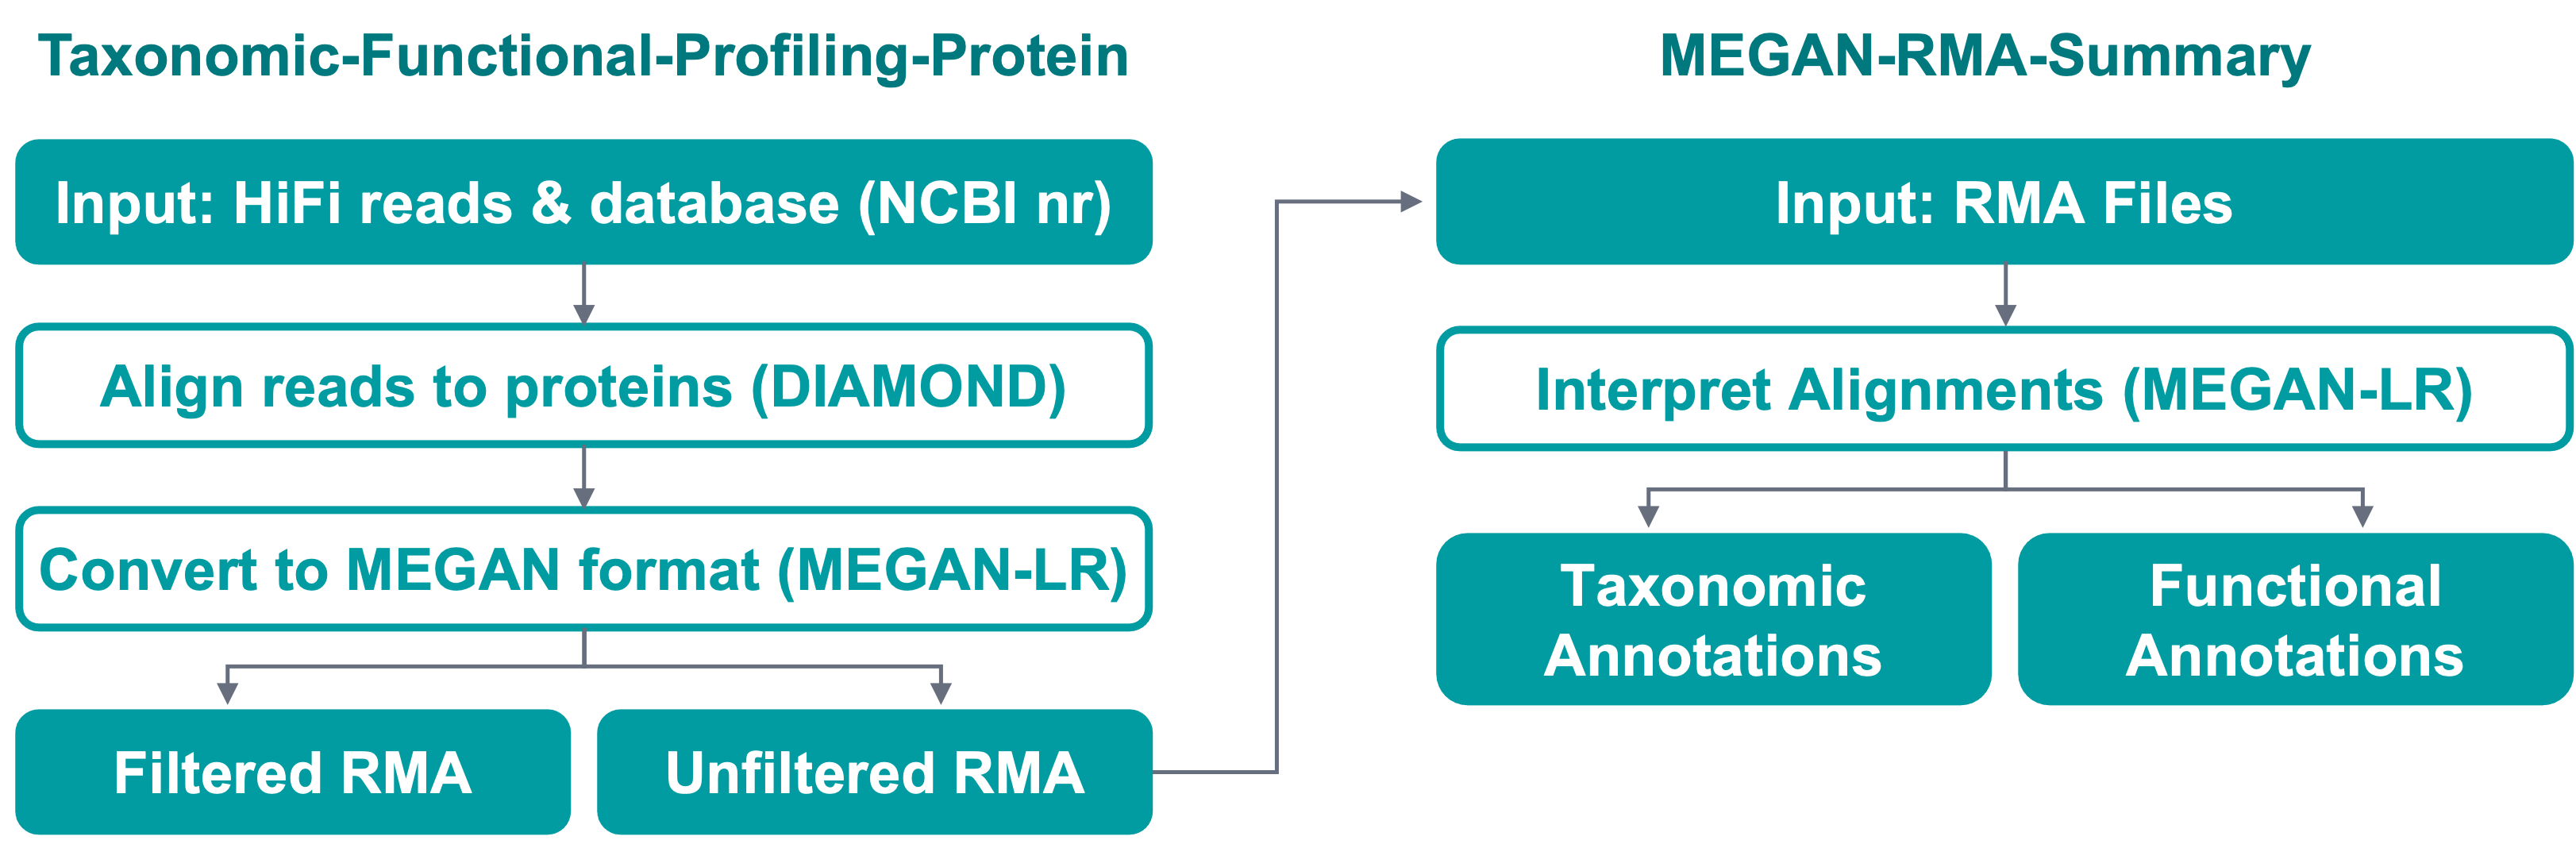 Taxonomic-Functional-Profiling-Protein
Input: HiFi reads & database (NCBI nr)
Align reads to proteins (DIAMOND)
Convert to MEGAN format (MEGAN-LR)
Filtered RMA
Unfiltered RMA
MEGAN-RMA-Summary
Input: RMA Files
Interpret Alignments (MEGAN-LR)
Taxonomic
Annotations
Functional
Annotations